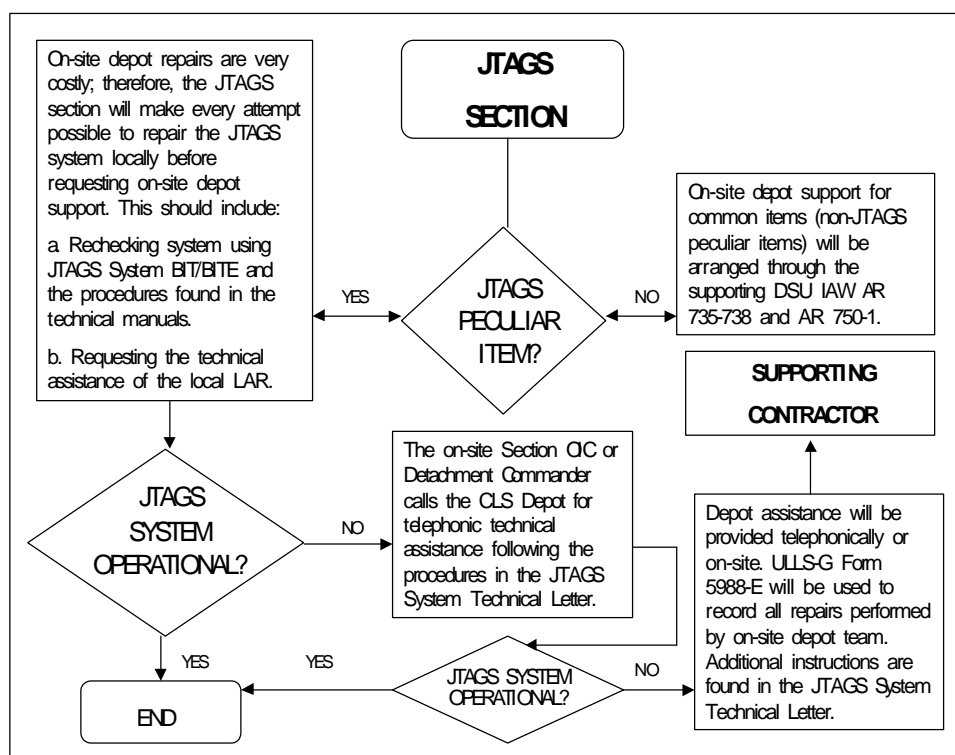 JTAGS
SECTION
On-site depot repairs are very
costly; therefore, the JTAGS
section will make every attempt
possible to repair the JTAGS
system locally before
requesting on-site depot
support. This should include:
a. Rechecking system using
JTAGS System BIT/BITE and
the procedures found in the
technical manuals.
b. Requesting the technical
assistance of the local LAR.
YES
JTAGS
PECULIAR
ITEM?
NO
On-site depot support for
common items (non-JTAGS
peculiar items) will be
arranged through the
supporting DSU IAW AR
735-738 and AR 750-1.
SUPPORTING
CONTRACTOR
JTAGS
SYSTEM
OPERATIONAL?
NO
The on-site Section OIC or
Detachment Commander
calls the CLS Depot for
telephonic technical
assistance following the
procedures in the JTAGS
System Technical Letter.
Depot assistance will be
provided telephonically or
on-site. ULLS-G Form
5988-E will be used to
record all repairs performed
by on-site depot team.
Additional instructions are
found in the JTAGS System
Technical Letter.
YES
YES
JTAGS SYSTEM
OPERATIONAL?
NO
END